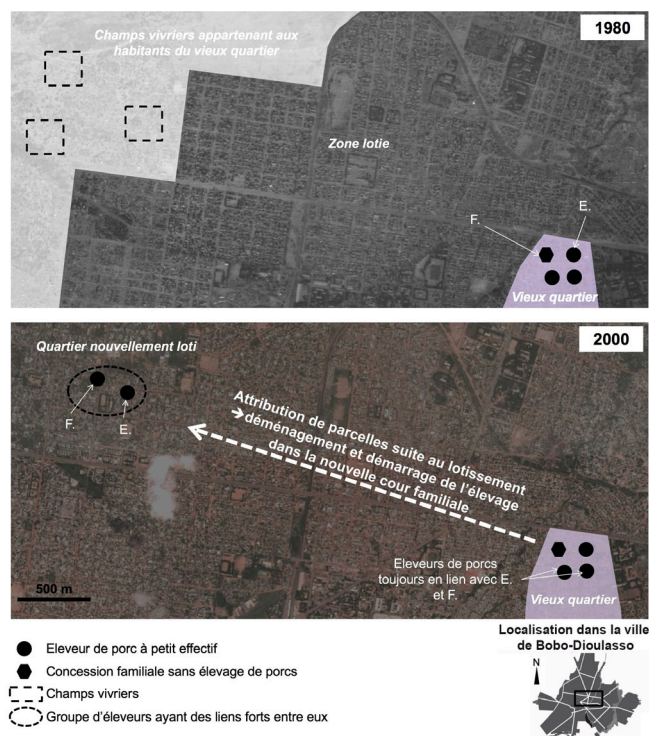 1980
Champs vivriers appartenant aux
habitants du vieux quartier
Zone lotie
F.
E.
Vieux quartier
2000
Quartier nouvellement loti
F.
E.
Attribution de parcelles suite au lotissement
→ déménagement et démarrage de l'élevage
dans la nouvelle cour familiale
Eleveurs de porcs
toujours en lien avec E.
et F.
Vieux quartier
500 m
Eleveur de porc à petit effectif
Concession familiale sans élevage de porcs
Champs vivriers
Groupe d'éleveurs ayant des liens forts entre eux
Localisation dans la ville
de Bobo-Dioulasso
N